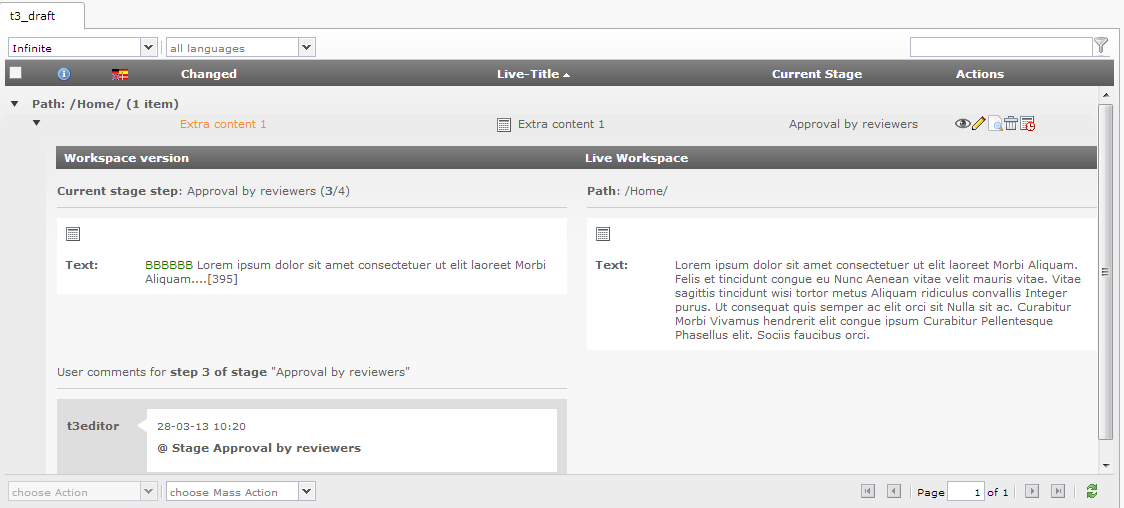 t3_draft
Infinite all languages
Changed Live-Title Current Stage Actions
Path: /Home/ (1 item)
Extra content 1 Extra content 1 Approval by reviewers
Workspace version Live Workspace
Current stage step: Approval by reviewers (3/4) Path: /Home/
Text: BBBBBB Lorem ipsum dolor sit amet consectetuer ut elit laoreet Morbi
Aliquam....[395]
Text: Lorem ipsum dolor sit amet consectetuer ut elit laoreet Morbi Aliquam.
Felis et tincidunt congue eu Nunc Aenean vitae velit mauris vitae. Vitae
sagittis tincidunt wisi tortor metus Aliquam ridiculus convallis Integer
purus. Ut consequat quis semper ac elit orci sit Nulla sit ac. Curabitur
Morbi Vivamus hendrerit elit congue ipsum Curabitur Pellentesque
Phasellus elit. Sociis faucibus orci.
User comments for step 3 of stage "Approval by reviewers"
t3editor 28-03-13 10:20
@ Stage Approval by reviewers
choose Action choose Mass Action Page 1 of 1